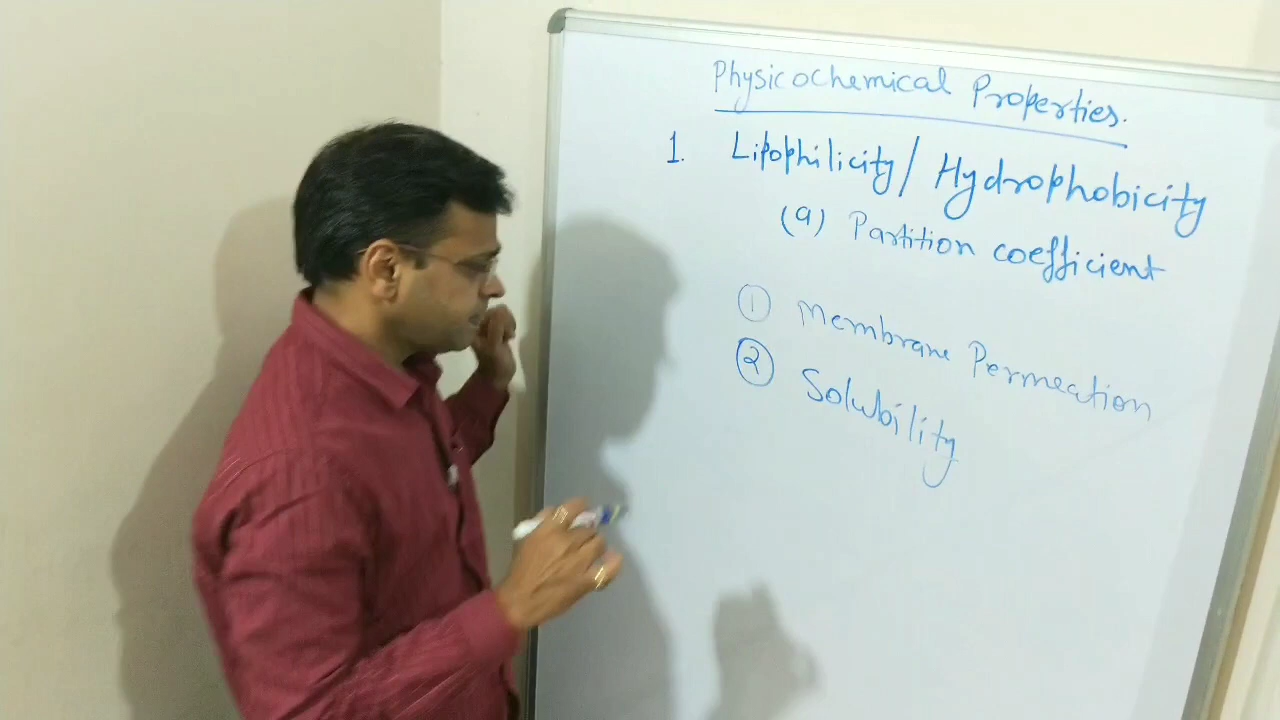 Physicochemical Properties.
1. Lipophilicity/ Hydrophobicity
(a) Partition coefficient
① Membrane Permeation
② Solubility